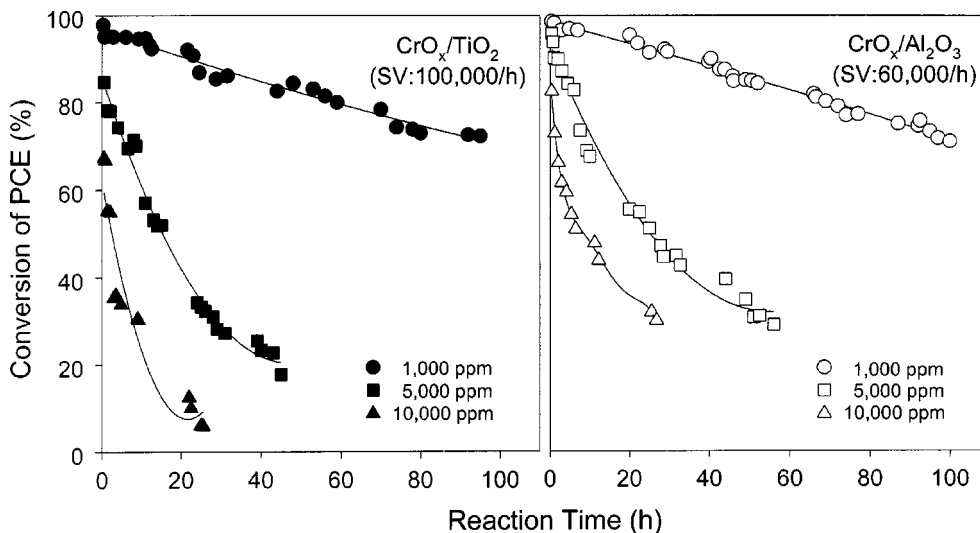 Conversion of PCE (%)
100
80
60
40
20
0
CrOₓ/TiO₂
(SV:100,000/h)
1,000 ppm
5,000 ppm
10,000 ppm
0 20 40 60 80 100
CrOₓ/Al₂O₃
(SV:60,000/h)
1,000 ppm
5,000 ppm
10,000 ppm
0 20 40 60 80 100
Reaction Time (h)